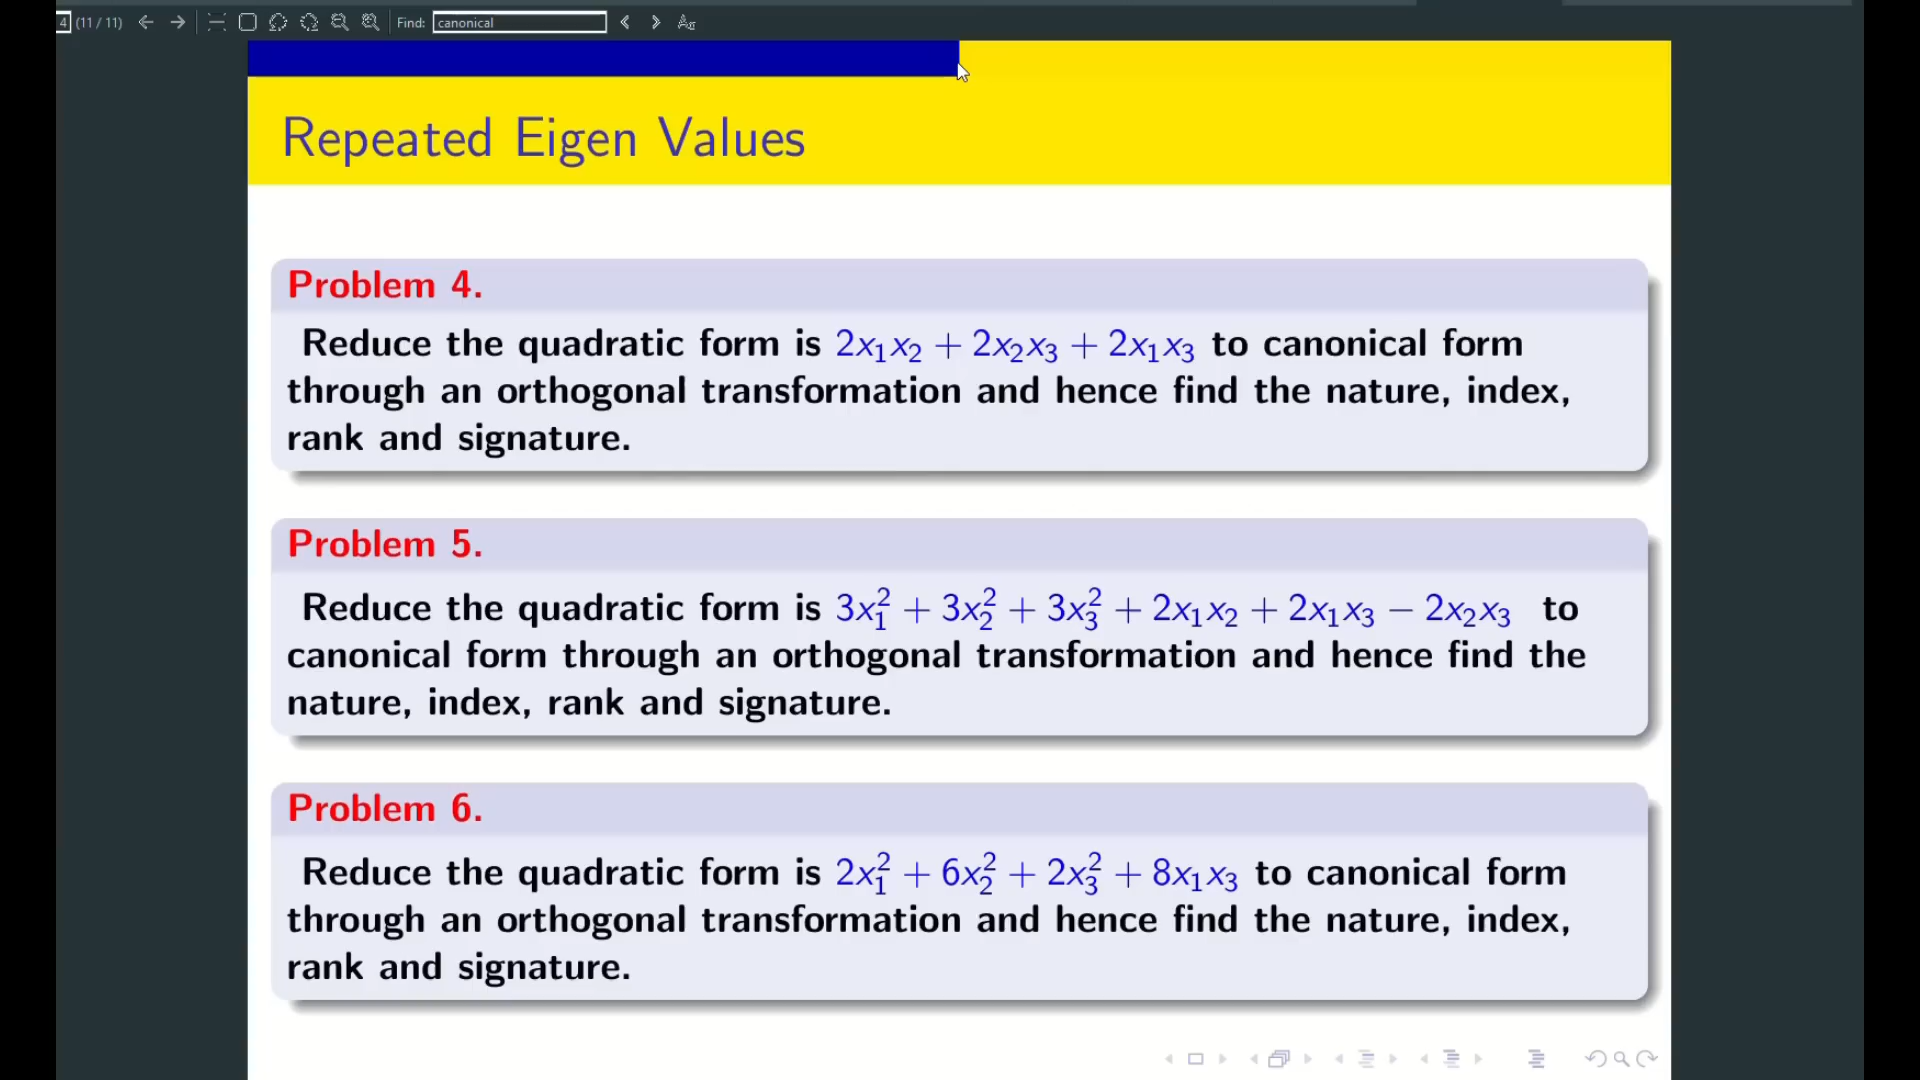 4 (11 / 11) Find: canonical
Repeated Eigen Values
Problem 4.
Reduce the quadratic form is 2x₁x₂ + 2x₂x₃ + 2x₁x₃ to canonical form
through an orthogonal transformation and hence find the nature, index,
rank and signature.
Problem 5.
Reduce the quadratic form is 3x₁² + 3x₂² + 3x₃² + 2x₁x₂ + 2x₁x₃ − 2x₂x₃ to
canonical form through an orthogonal transformation and hence find the
nature, index, rank and signature.
Problem 6.
Reduce the quadratic form is 2x₁² + 6x₂² + 2x₃² + 8x₁x₃ to canonical form
through an orthogonal transformation and hence find the nature, index,
rank and signature.